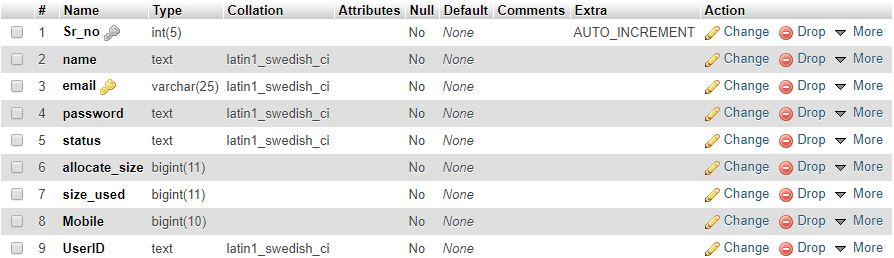 # Name Type Collation Attributes Null Default Comments Extra Action
1 Sr_no int(5) No None AUTO_INCREMENT Change Drop More
2 name text latin1_swedish_ci No None Change Drop More
3 email varchar(25) latin1_swedish_ci No None Change Drop More
4 password text latin1_swedish_ci No None Change Drop More
5 status text latin1_swedish_ci No None Change Drop More
6 allocate_size bigint(11) No None Change Drop More
7 size_used bigint(11) No None Change Drop More
8 Mobile bigint(10) No None Change Drop More
9 UserID text latin1_swedish_ci No None Change Drop More